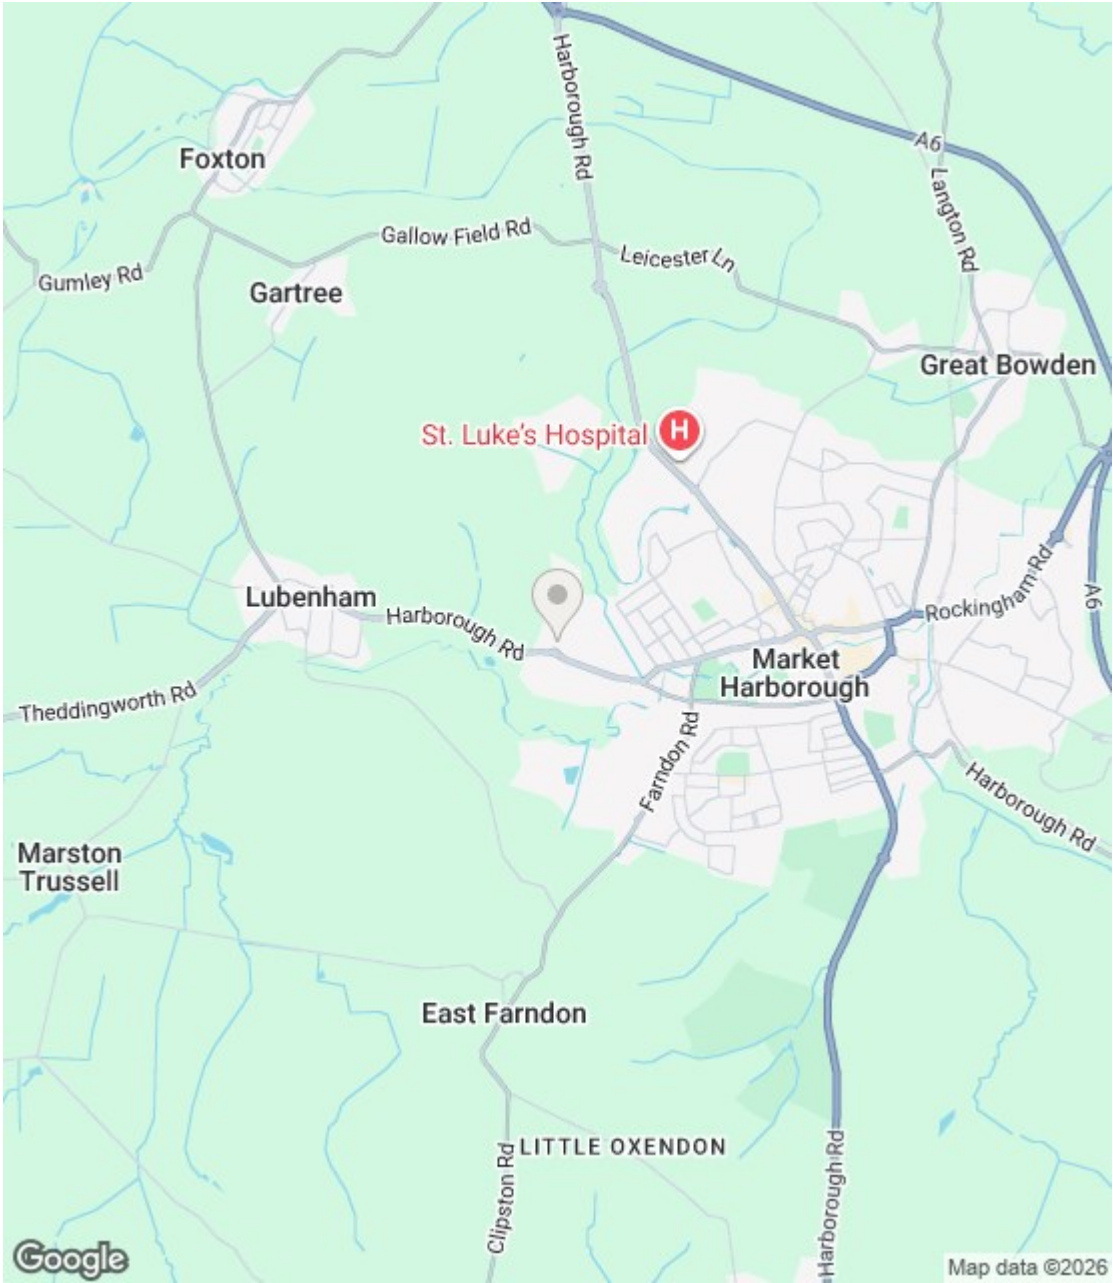 Harborough Rd
A6
Foxton
Langton Rd
Gallow Field Rd
Leicester Ln
Gumley Rd
Gartree
Great Bowden
St. Luke's Hospital
H
Rockingham Rd
A6
Lubenham
Harborough Rd
Market
Harborough
Theddingworth Rd
Farndon Rd
Harborough Rd
Marston
Trussell
East Farndon
LITTLE OXENDON
Clipston Rd
Harborough Rd
Google
Map data ©2026